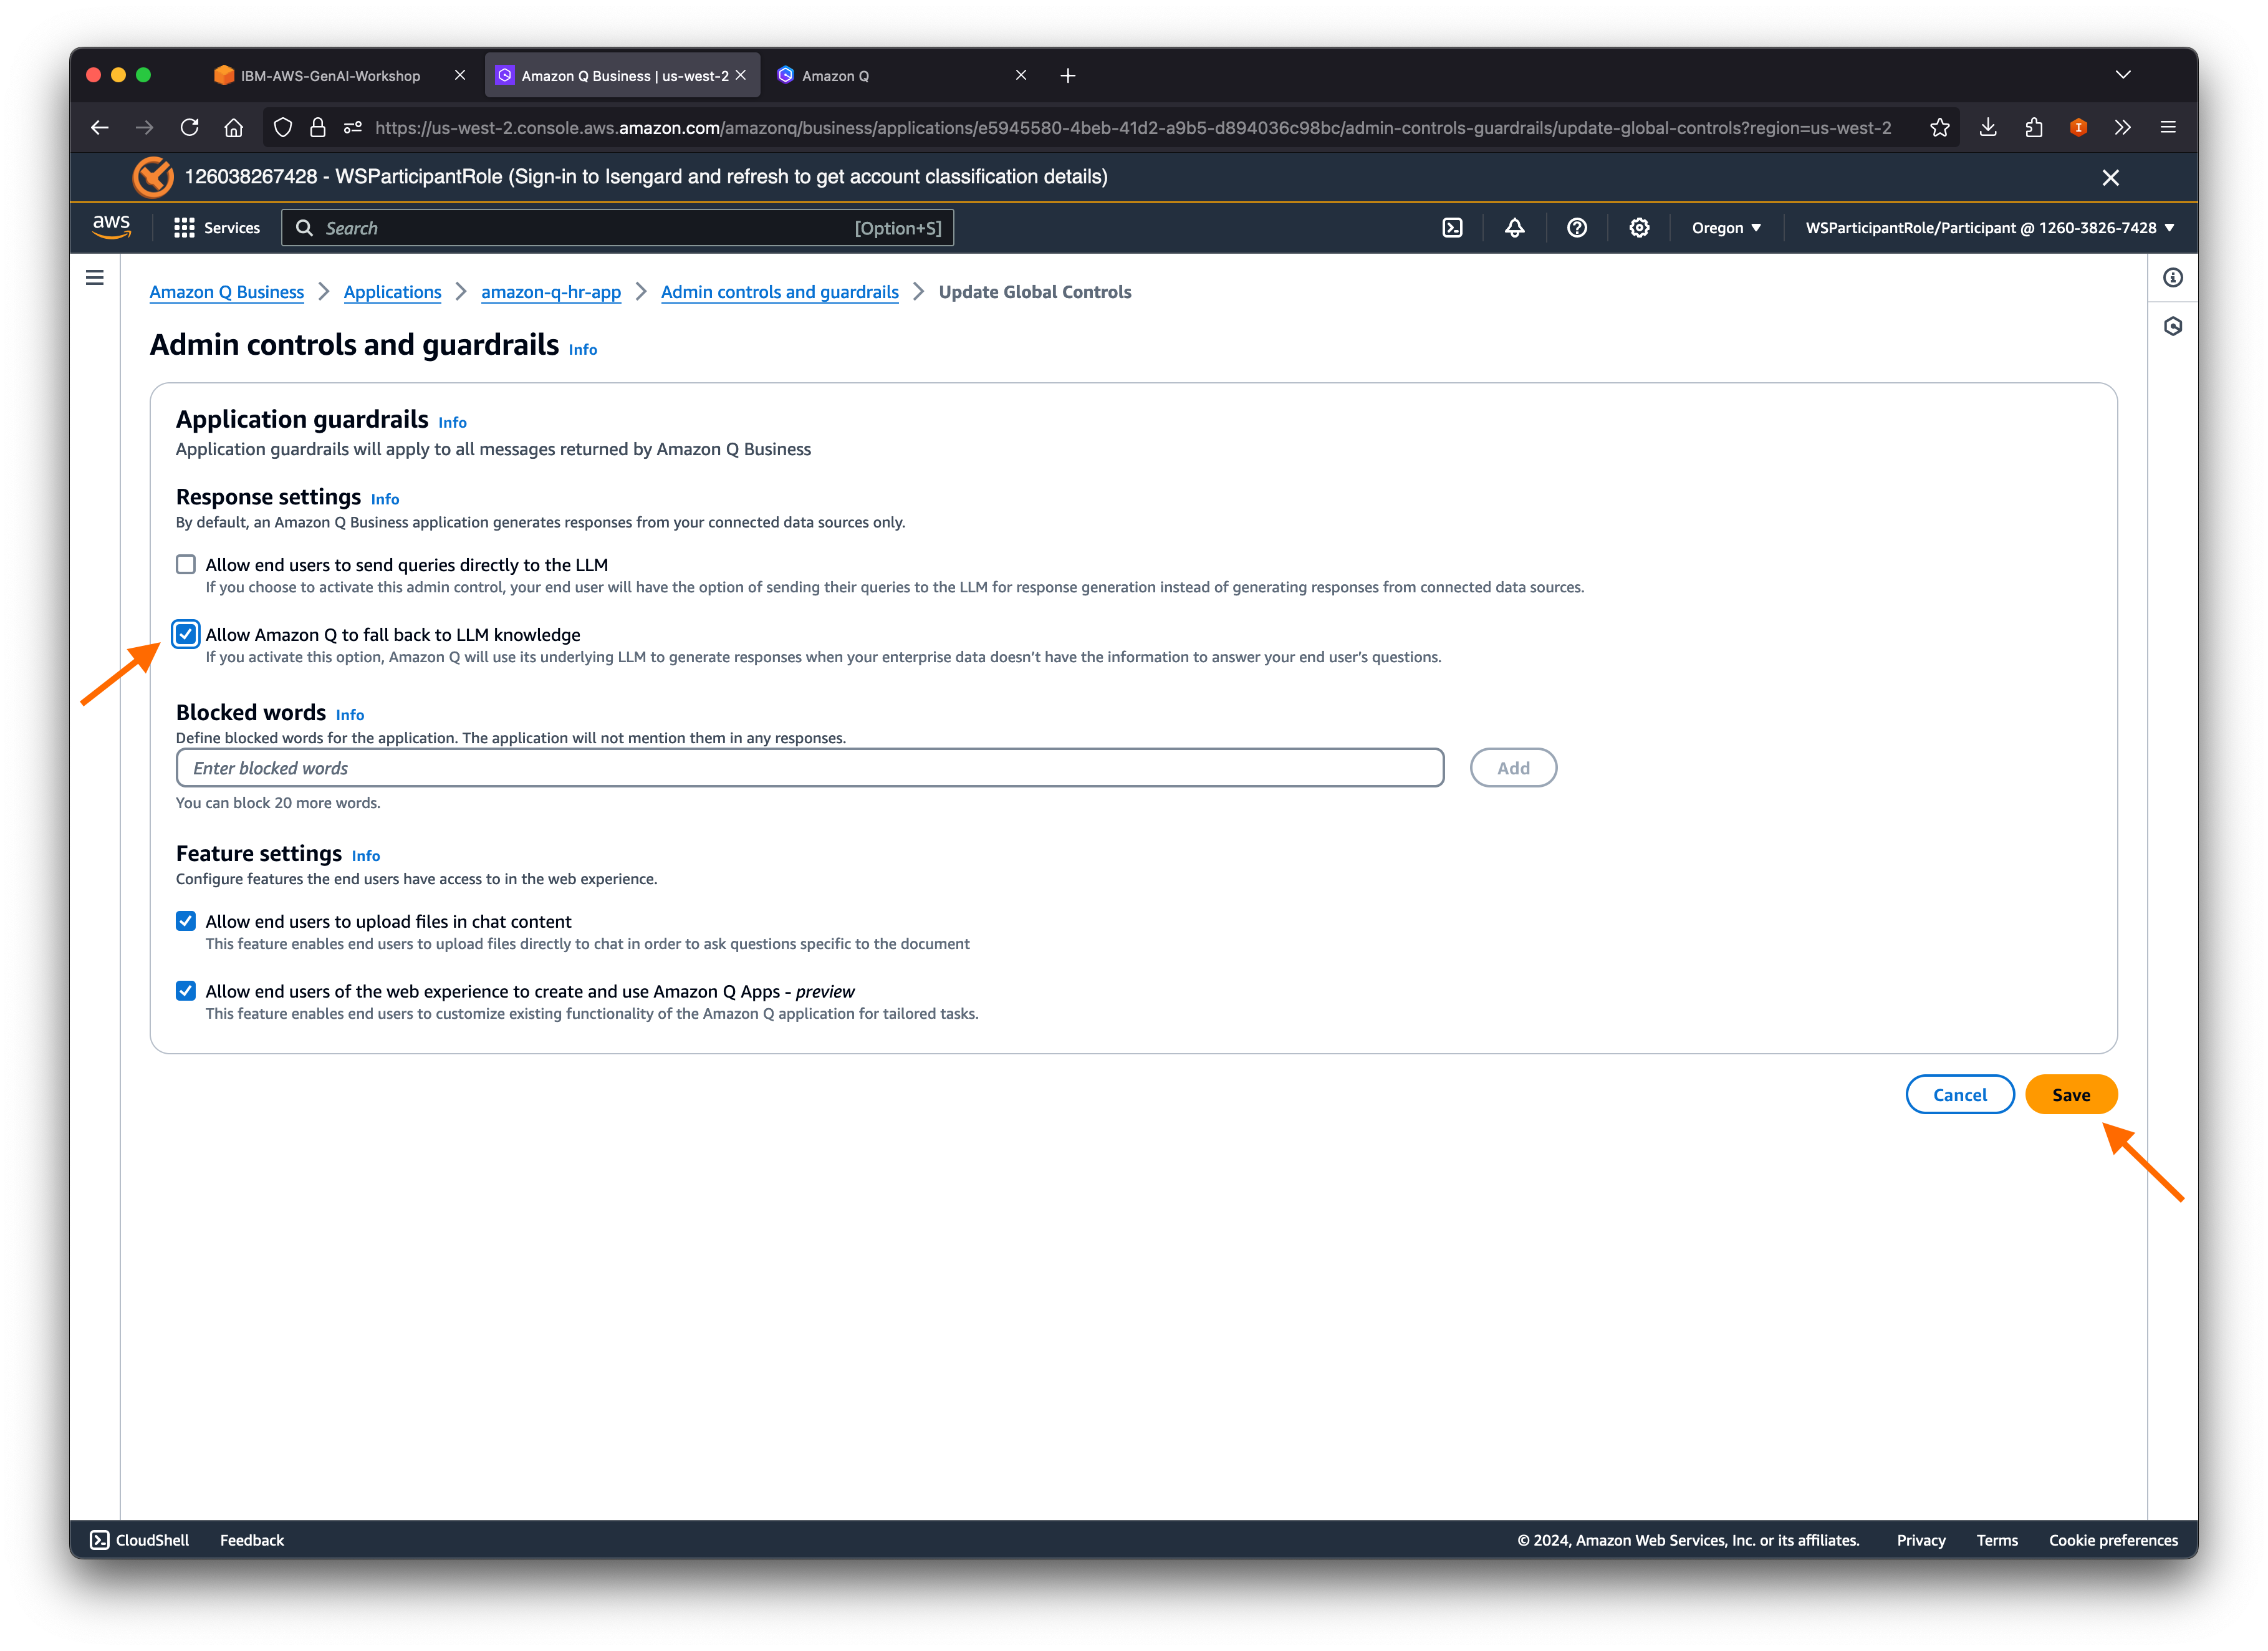 IBM-AWS-GenAI-Workshop
Amazon Q Business | us-west-2
Amazon Q
https://us-west-2.console.aws.amazon.com/amazonq/business/applications/e5945580-4beb-41d2-a9b5-d894036c98bc/admin-controls-guardrails/update-global-controls?region=us-west-2
126038267428 - WSParticipantRole (Sign-in to Isengard and refresh to get account classification details)
aws
Services
Search
[Option+S]
Oregon
WSParticipantRole/Participant @ 1260-3826-7428
Amazon Q Business
Applications
amazon-q-hr-app
Admin controls and guardrails
Update Global Controls
Admin controls and guardrails Info
Application guardrails Info
Application guardrails will apply to all messages returned by Amazon Q Business
Response settings Info
By default, an Amazon Q Business application generates responses from your connected data sources only.
Allow end users to send queries directly to the LLM
If you choose to activate this admin control, your end user will have the option of sending their queries to the LLM for response generation instead of generating responses from connected data sources.
Allow Amazon Q to fall back to LLM knowledge
If you activate this option, Amazon Q will use its underlying LLM to generate responses when your enterprise data doesn’t have the information to answer your end user’s questions.
Blocked words Info
Define blocked words for the application. The application will not mention them in any responses.
Enter blocked words
Add
You can block 20 more words.
Feature settings Info
Configure features the end users have access to in the web experience.
Allow end users to upload files in chat content
This feature enables end users to upload files directly to chat in order to ask questions specific to the document
Allow end users of the web experience to create and use Amazon Q Apps - preview
This feature enables end users to customize existing functionality of the Amazon Q application for tailored tasks.
Cancel
Save
CloudShell
Feedback
© 2024, Amazon Web Services, Inc. or its affiliates.
Privacy
Terms
Cookie preferences